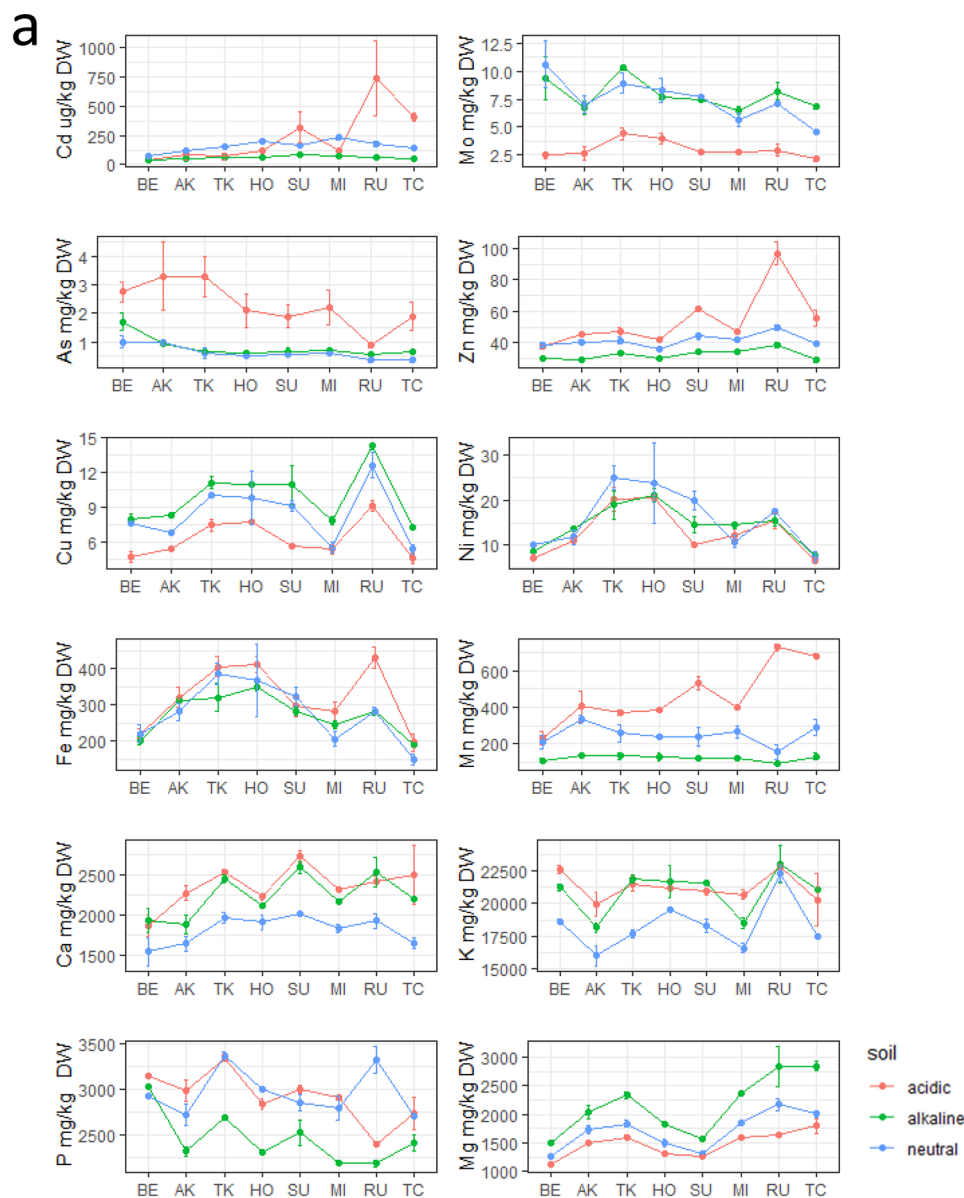 a
Cd ug/kg DW
1000
750
500
250
0
BE AK TK HO SU MI RU TC
Mo mg/kg DW
12.5
10.0
7.5
5.0
2.5
BE AK TK HO SU MI RU TC
As mg/kg DW
4
3
2
1
BE AK TK HO SU MI RU TC
Zn mg/kg DW
100
80
60
40
BE AK TK HO SU MI RU TC
Cu mg/kg DW
15
12
9
6
BE AK TK HO SU MI RU TC
Ni mg/kg DW
30
20
10
BE AK TK HO SU MI RU TC
Fe mg/kg DW
400
300
200
BE AK TK HO SU MI RU TC
Mn mg/kg DW
600
400
200
BE AK TK HO SU MI RU TC
Ca mg/kg DW
2500
2000
1500
BE AK TK HO SU MI RU TC
K mg/kg DW
22500
20000
17500
15000
BE AK TK HO SU MI RU TC
P mg/kg DW
3500
3000
2500
BE AK TK HO SU MI RU TC
Mg mg/kg DW
3000
2500
2000
1500
1000
BE AK TK HO SU MI RU TC
soil
acidic
alkaline
neutral